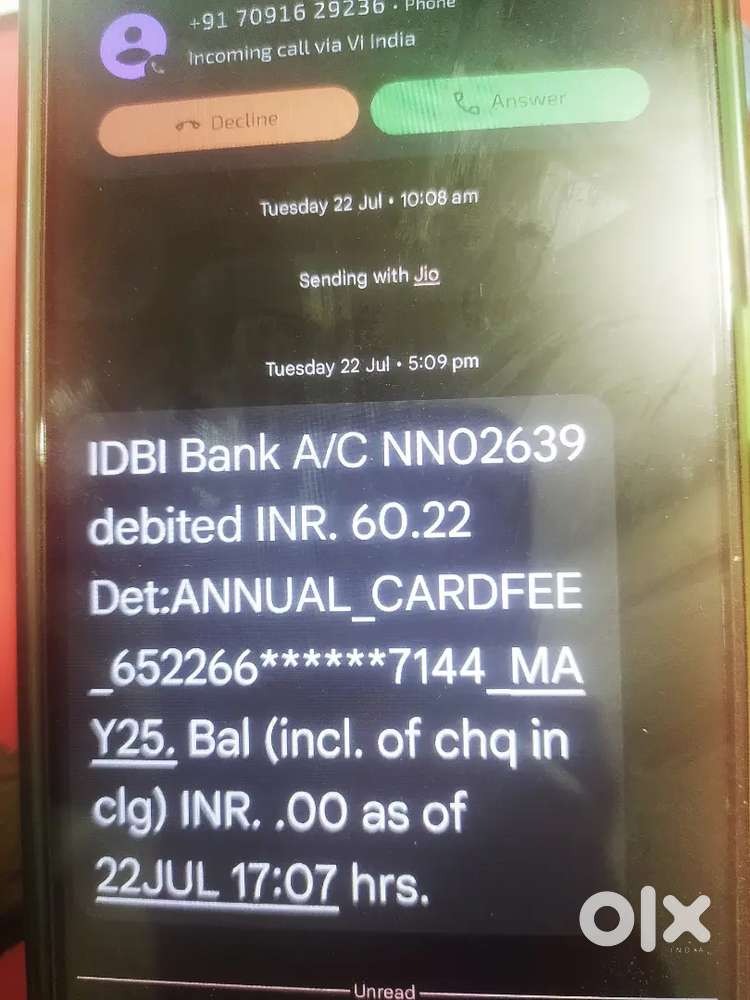 +91 70916 29236 • Phone
Incoming call via Vi India
Decline
Answer
Tuesday 22 Jul • 10:08 am
Sending with Jio
Tuesday 22 Jul • 5:09 pm
IDBI Bank A/C NN02639
debited INR. 60.22
Det:ANNUAL_CARDFEE
_652266******7144_MA
Y25. Bal (incl. of chq in
clg) INR. .00 as of
22JUL 17:07 hrs.
olx
INDIA
Unread